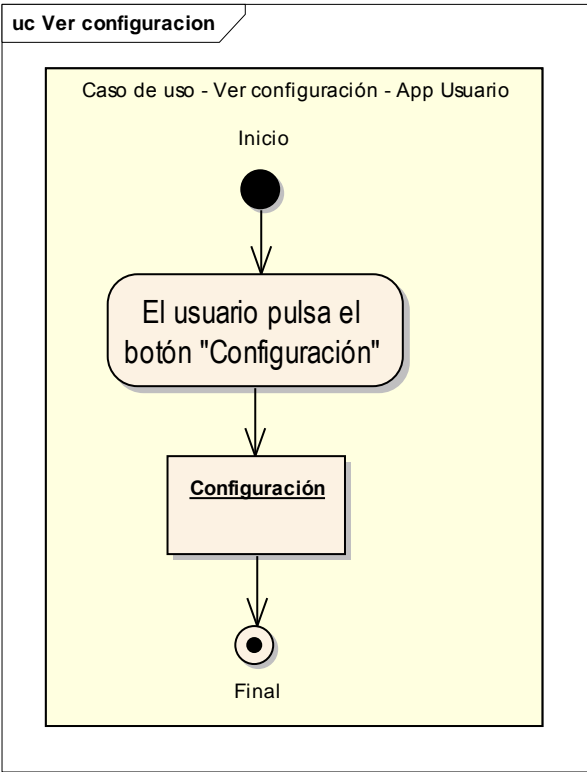 uc Ver configuracion
Caso de uso - Ver configuración - App Usuario
Inicio
El usuario pulsa el
botón "Configuración"
Configuración
Final